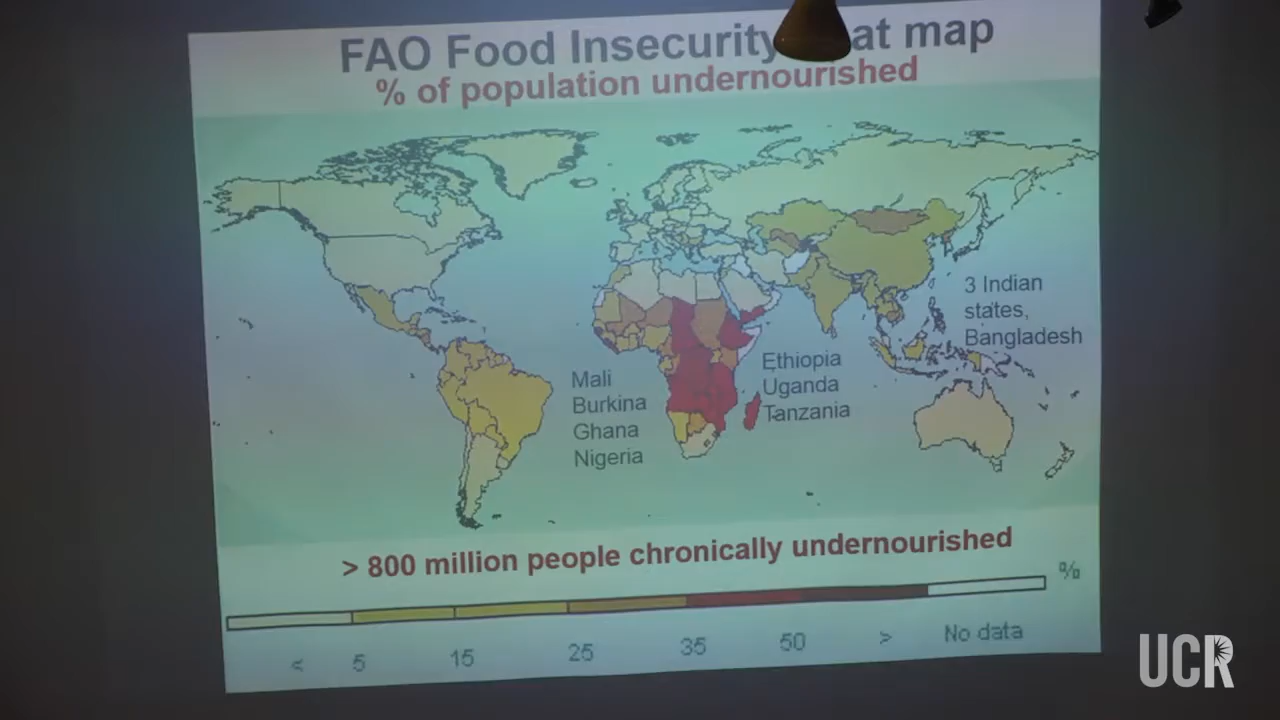 FAO Food Insecurity at map
% of population undernourished
3 Indian
states,
Bangladesh
Ethiopia
Uganda
Tanzania
Mali
Burkina
Ghana
Nigeria
> 800 million people chronically undernourished
%
< 5 15 25 35 50 > No data
UCR